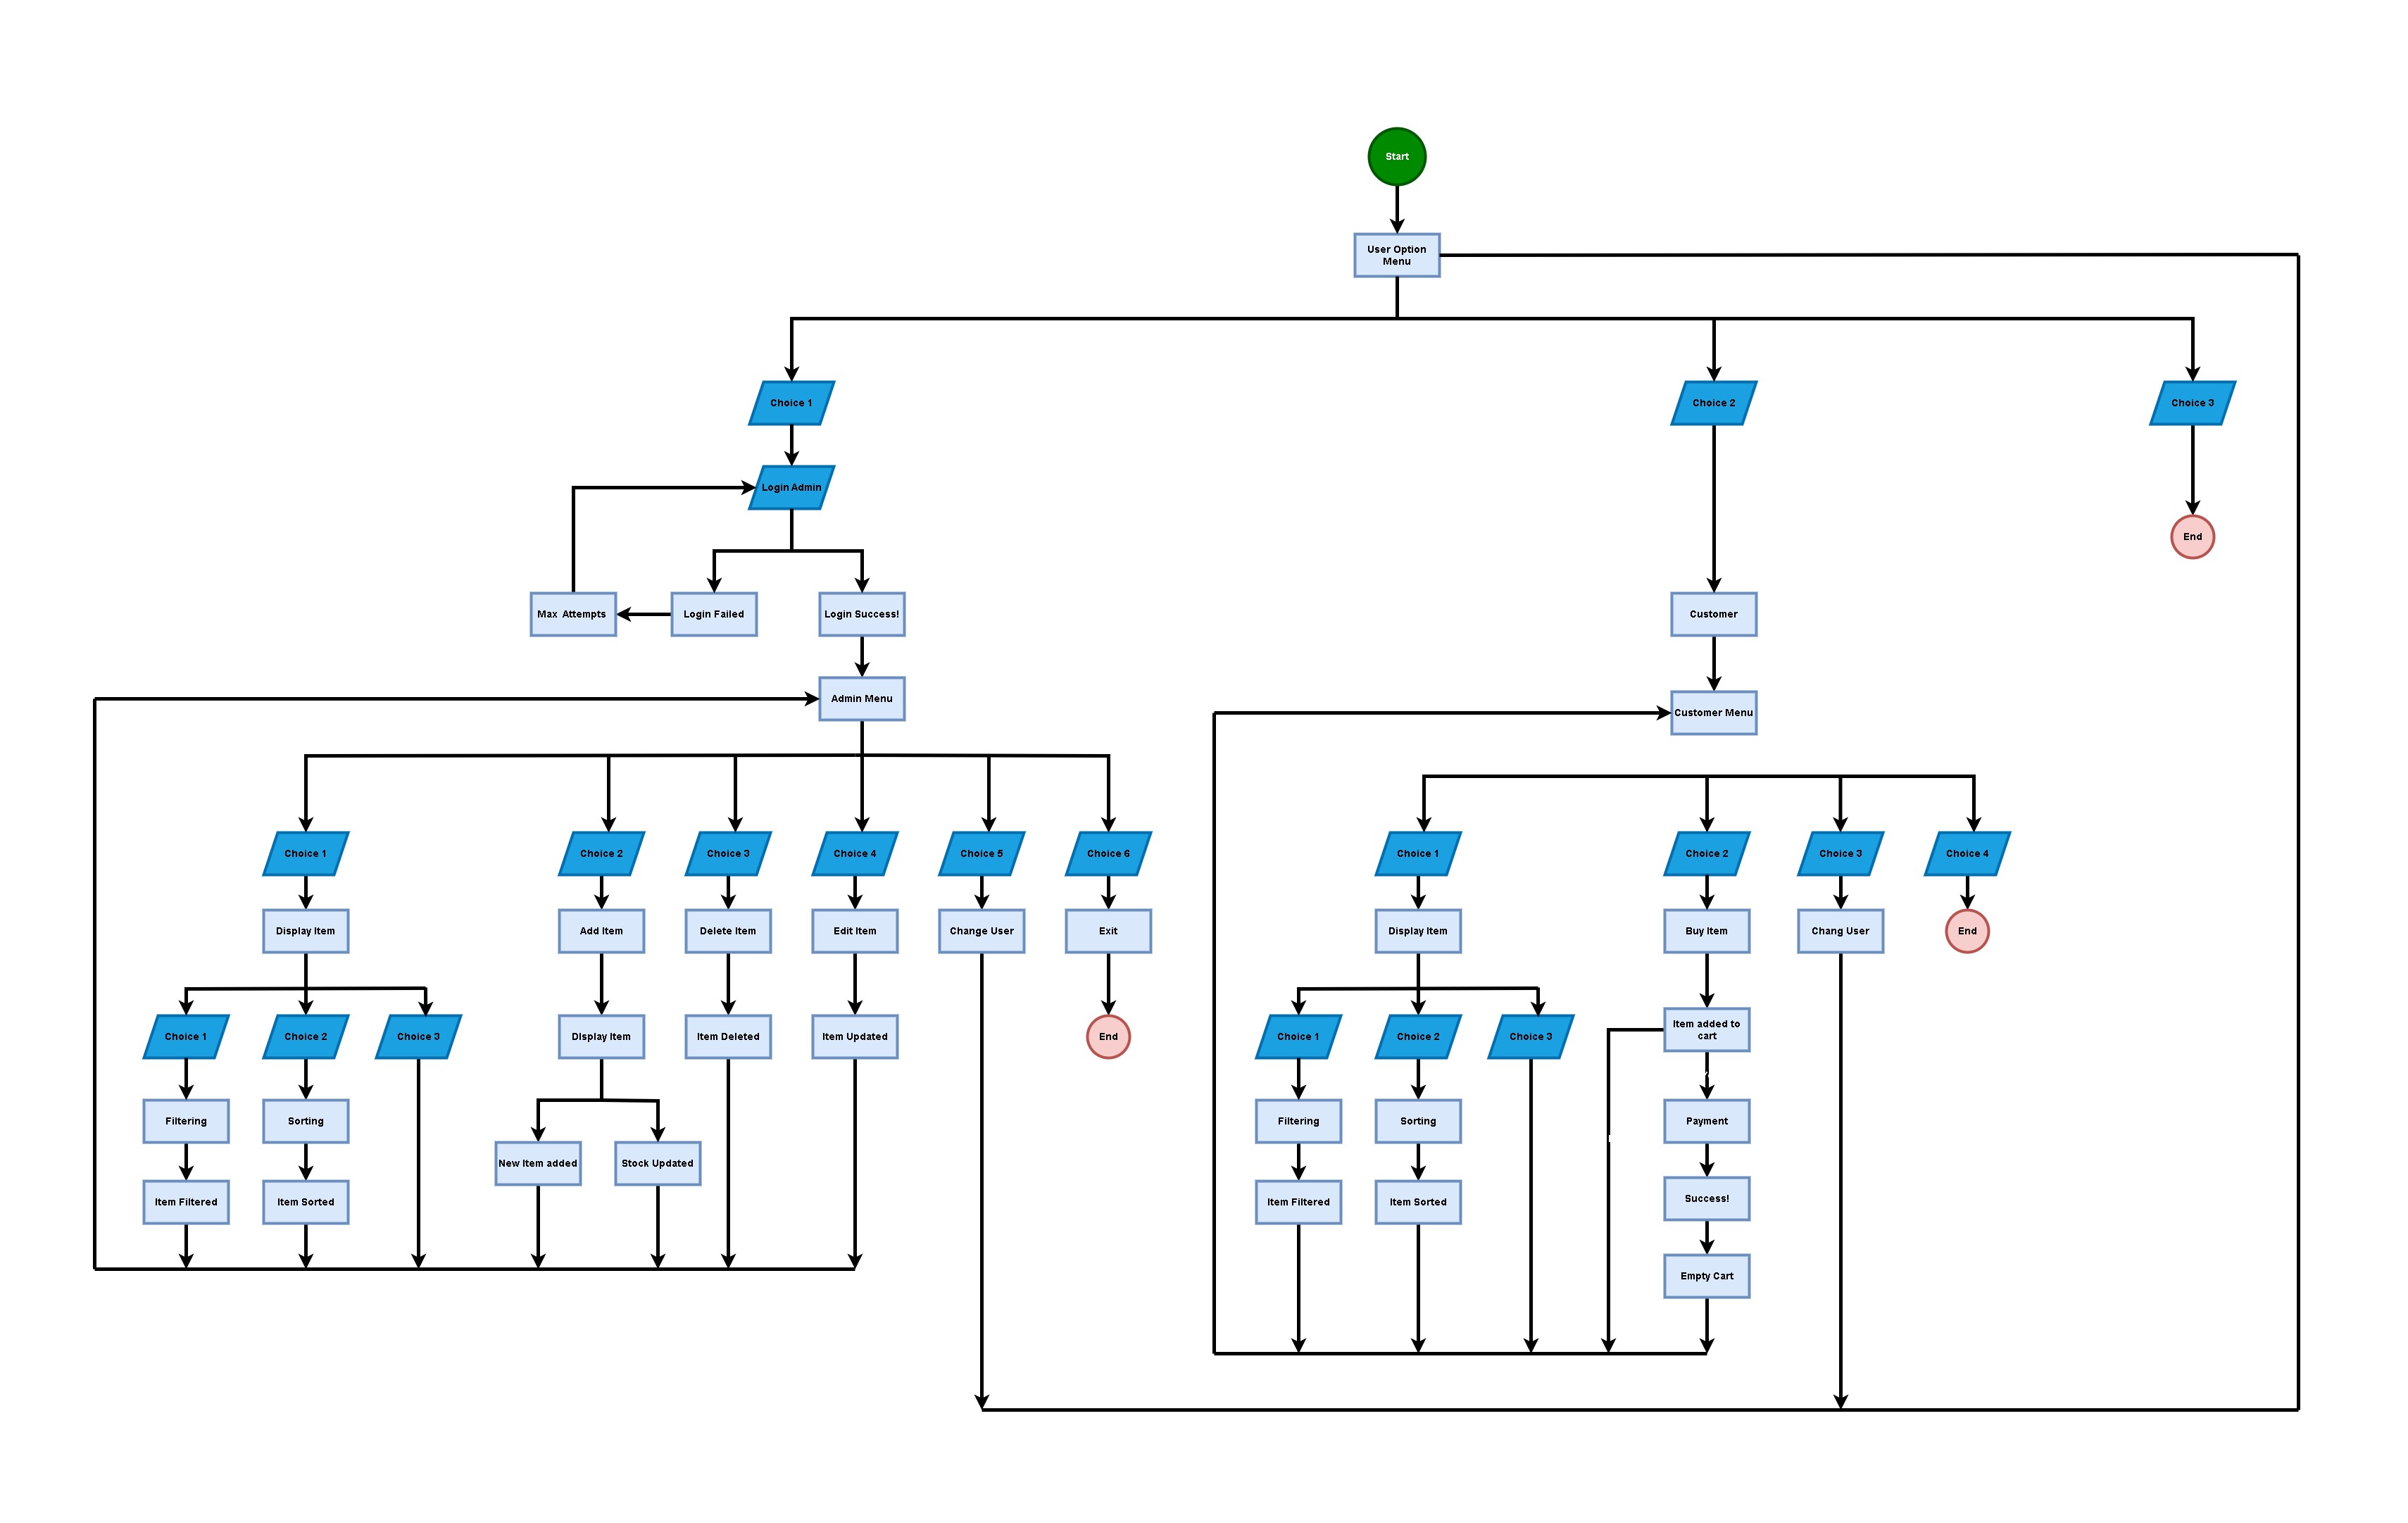 Start
User Option
Menu
Choice 1
Choice 2
Choice 3
Login Admin
End
Max Attempts
Login Failed
Login Success!
Customer
Admin Menu
Customer Menu
Choice 1
Choice 2
Choice 3
Choice 4
Choice 5
Choice 6
Choice 1
Choice 2
Choice 3
Choice 4
Display Item
Add Item
Delete Item
Edit Item
Change User
Exit
Display Item
Buy Item
Chang User
End
Choice 1
Choice 2
Choice 3
Display Item
Item Deleted
Item Updated
End
Choice 1
Choice 2
Choice 3
Item added to
cart
Filtering
Sorting
Filtering
Sorting
Payment
New Item added
Stock Updated
Item Filtered
Item Sorted
Item Filtered
Item Sorted
Success!
Empty Cart